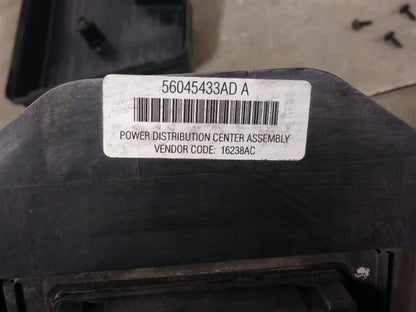 56045433AD A
POWER DISTRIBUTION CENTER ASSEMBLY
VENDOR CODE: 16238AC